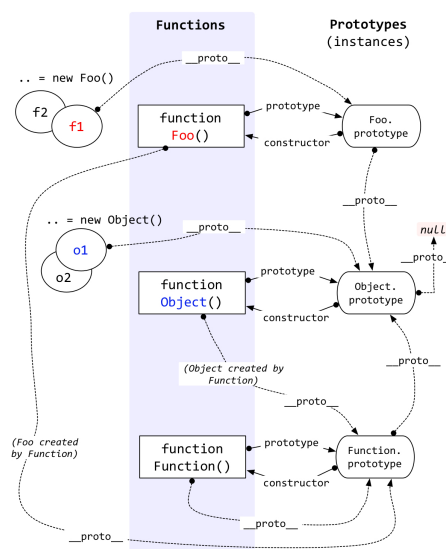 Functions
Prototypes
(instances)
__proto__
.. = new Foo()
f2
f1
function
Foo()
prototype
constructor
Foo.
prototype
__proto__
.. = new Object()
__proto__
null
o1
o2
__proto__
function
Object()
prototype
constructor
Object.
prototype
(Object created by
Function)
__proto__
__proto__
(Foo created
by Function)
function
Function()
prototype
constructor
Function.
prototype
__proto__
__proto__